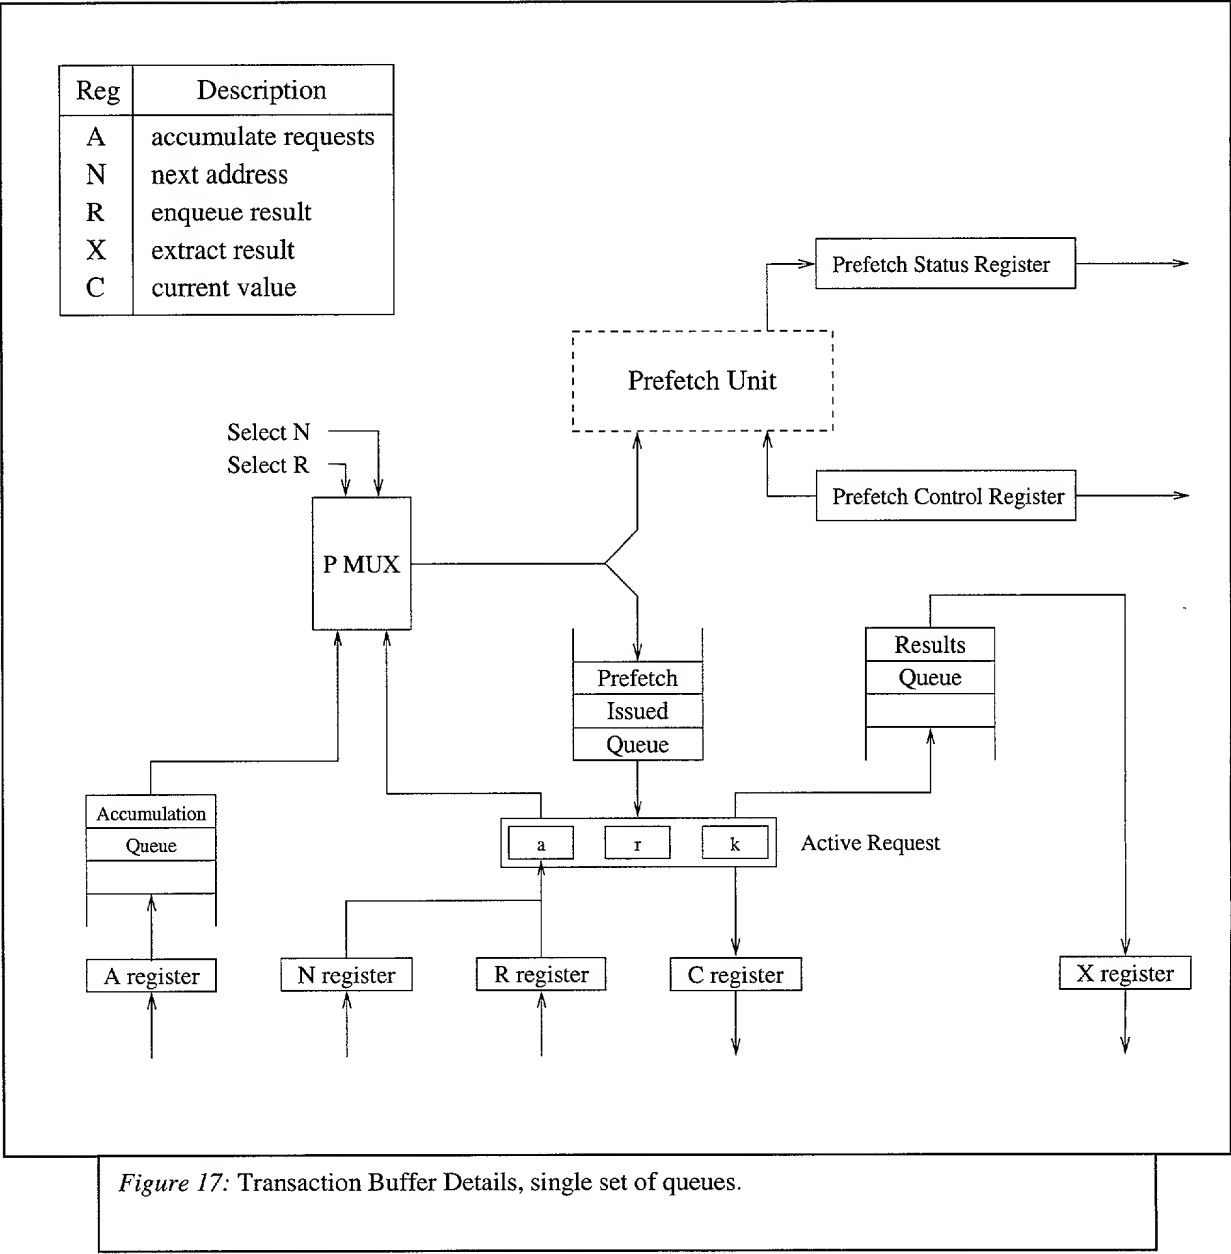 Reg Description
A accumulate requests
N next address
R enqueue result
X extract result
C current value
Prefetch Status Register
Prefetch Unit
Select N
Select R
Prefetch Control Register
P MUX
Results
Queue
Prefetch
Issued
Queue
Accumulation
Queue
a r k
Active Request
A register N register R register C register X register
Figure 17: Transaction Buffer Details, single set of queues.